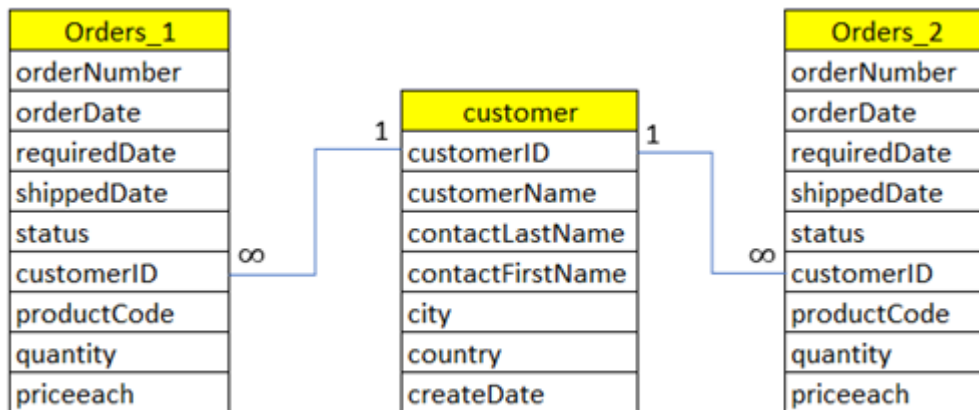 Orders_1
orderNumber
orderDate
requiredDate
shippedDate
status
customerID
productCode
quantity
priceeach
1
∞
customer
customerID
customerName
contactLastName
contactFirstName
city
country
createDate
1
∞
Orders_2
orderNumber
orderDate
requiredDate
shippedDate
status
customerID
productCode
quantity
priceeach